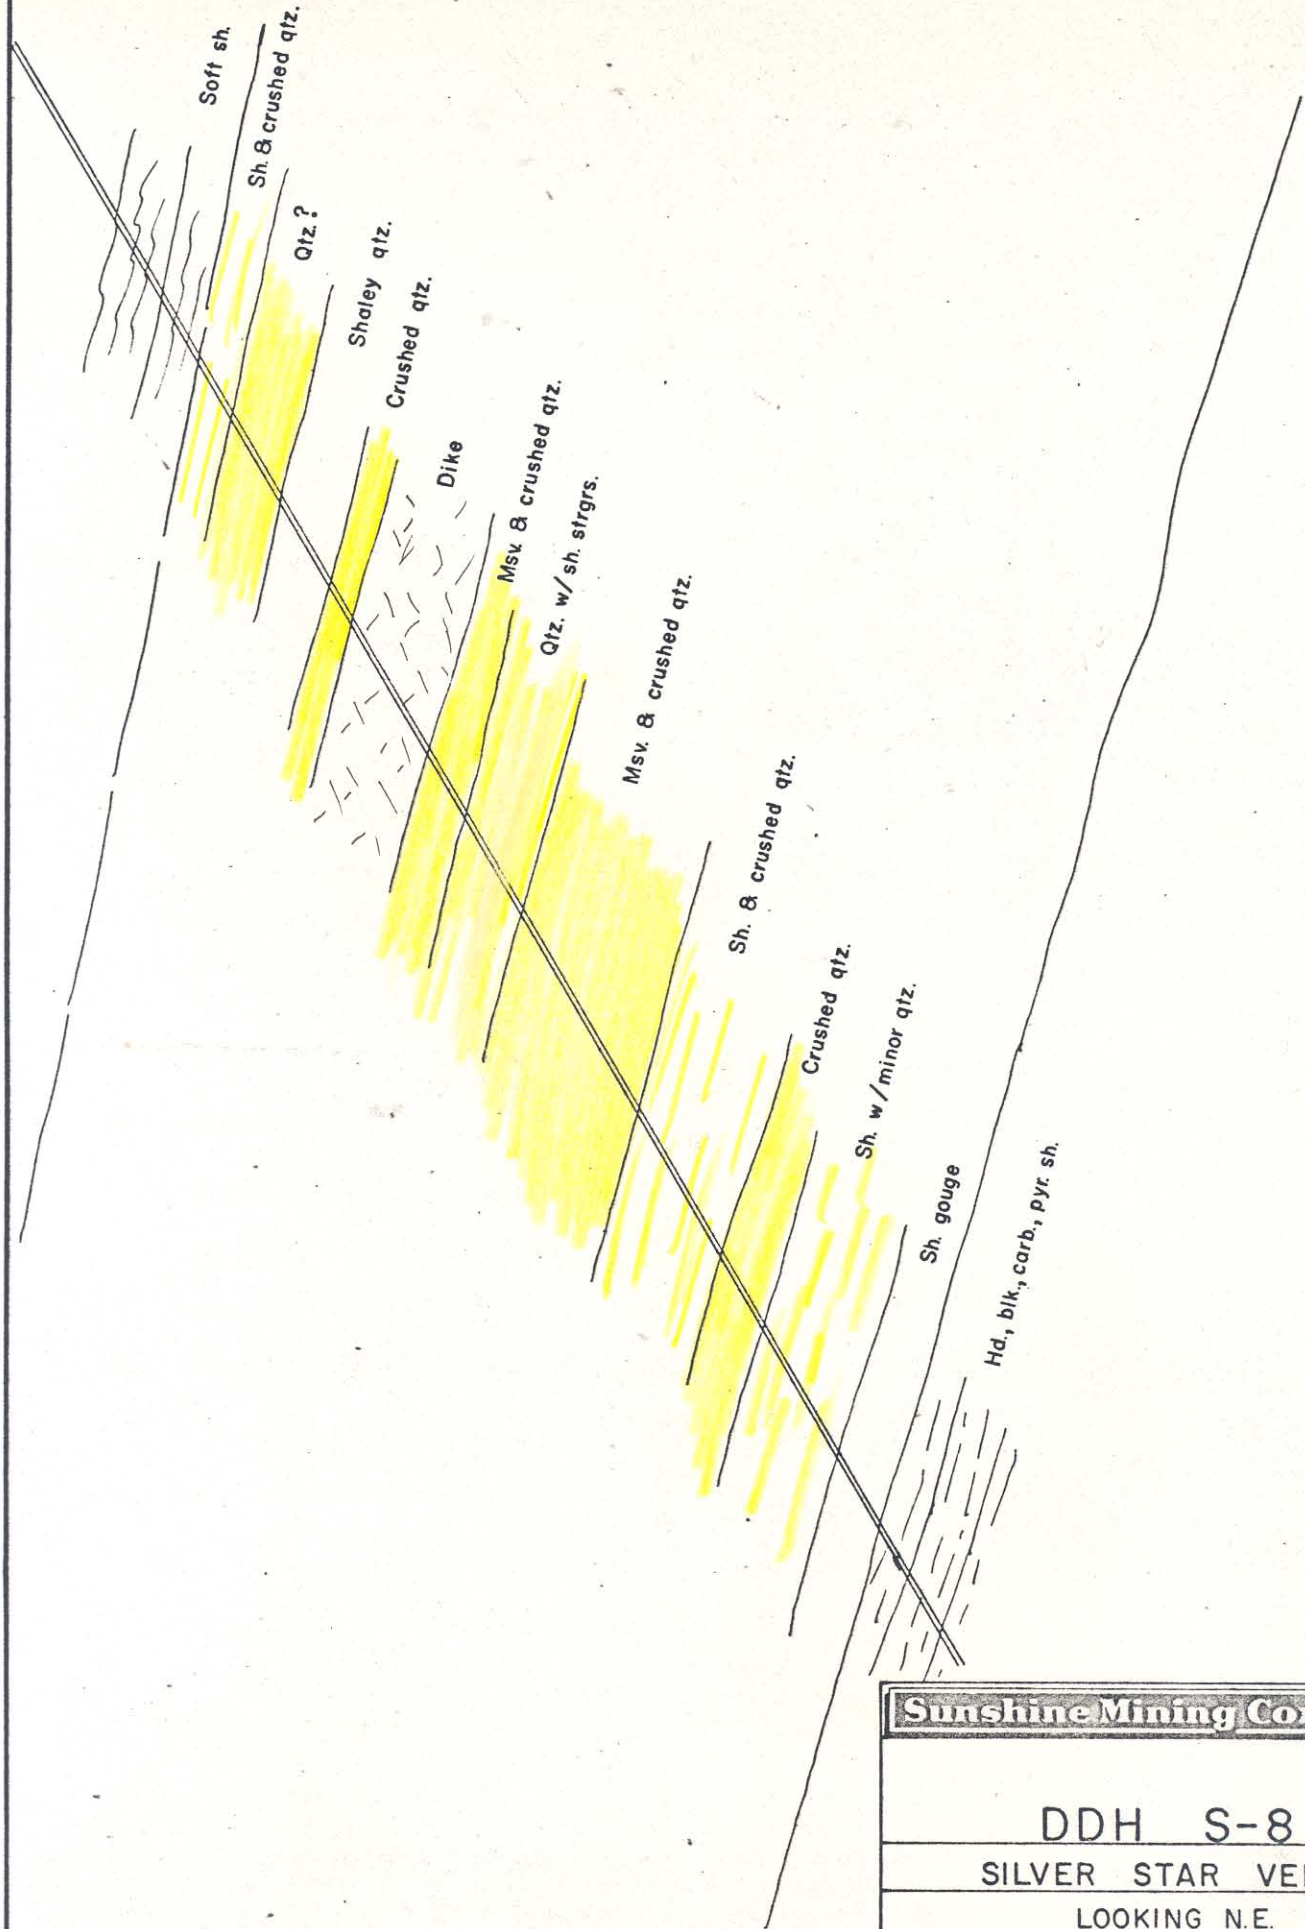 Soft sh.
Sh. & crushed qtz.
Qtz.?
Shaley qtz.
Crushed qtz.
Dike
Msv. & crushed qtz.
Qtz. w/ sh. strgrs.
Msv. & crushed qtz.
Sh. & crushed qtz.
Crushed qtz.
Sh. w/minor qtz.
Sh. gouge
Hd., blk., carb., pyr. sh.
Sunshine Mining Co
DDH S-8
SILVER STAR VE
LOOKING N.E.